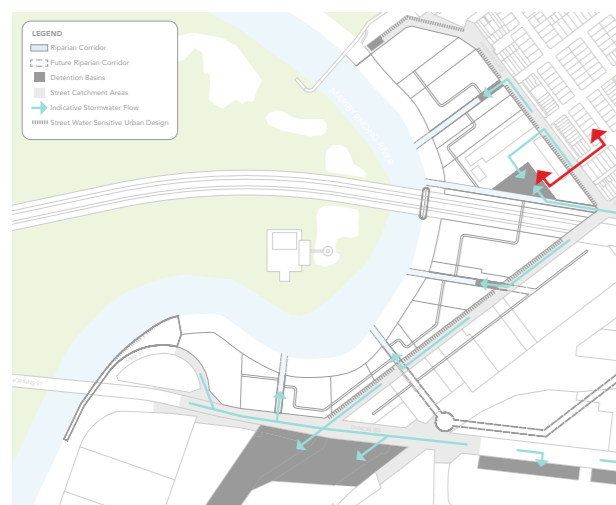 LEGEND
Riparian Corridor
Future Riparian Corridor
Detention Basins
Street Catchment Areas
Indicative Stormwater Flow
Street Water Sensitive Urban Design